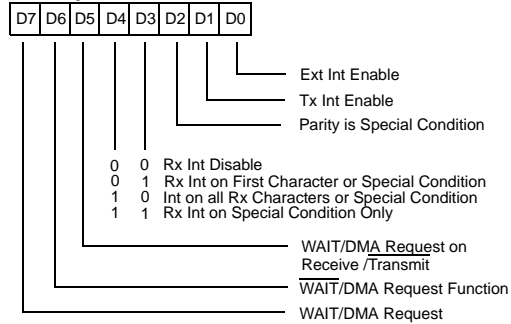 D7 D6 D5 D4 D3 D2 D1 D0
Ext Int Enable
Tx Int Enable
Parity is Special Condition
0 0 Rx Int Disable
0 1 Rx Int on First Character or Special Condition
1 0 Int on all Rx Characters or Special Condition
1 1 Rx Int on Special Condition Only
WAIT/DMA Request on
Receive /Transmit
WAIT/DMA Request Function
WAIT/DMA Request